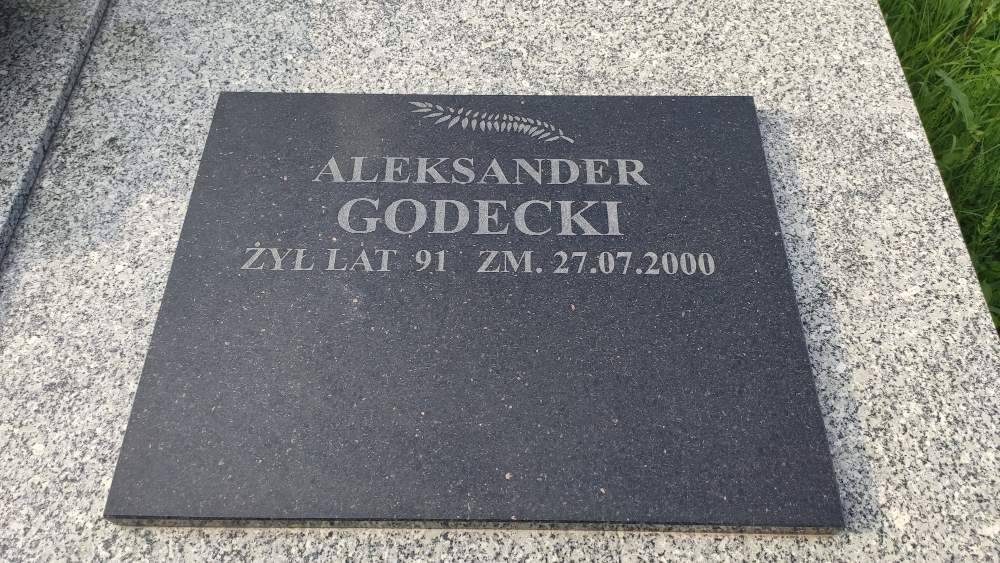 ALEKSANDER
GODECKI
ŻYŁ LAT 91 ZM. 27.07.2000